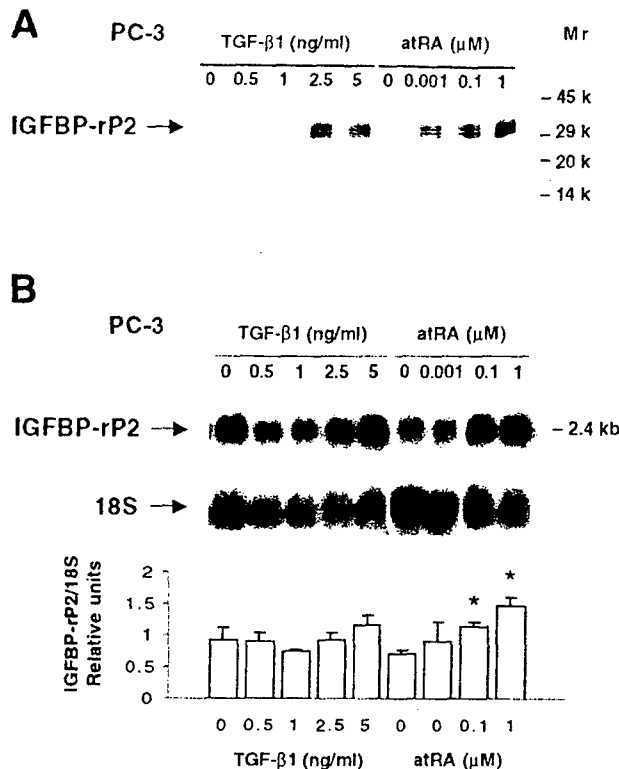 A
PC-3
TGF-β1 (ng/ml)
atRA (μM)
Mr
0 0.5 1 2.5 5
0 0.001 0.1 1
– 45 k
IGFBP-rP2 →
– 29 k
– 20 k
– 14 k
B
PC-3
TGF-β1 (ng/ml)
atRA (μM)
0 0.5 1 2.5 5
0 0.001 0.1 1
IGFBP-rP2 →
– 2.4 kb
18S →
IGFBP-rP2/18S
Relative units
2
1.5
1
0.5
0
* *
0 0.5 1 2.5 5 0 0 0.1 1
TGF-β1 (ng/ml)
atRA (μM)